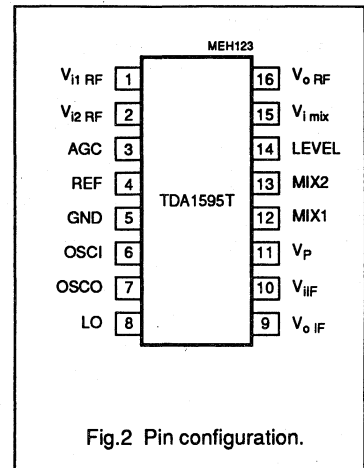 MEH123
Vi1 RF 1 16 Vo RF
Vi2 RF 2 15 Vi mix
AGC 3 14 LEVEL
REF 4 13 MIX2
TDA1595T
GND 5 12 MIX1
OSCI 6 11 VP
OSCO 7 10 ViIF
LO 8 9 Vo IF
Fig.2 Pin configuration.